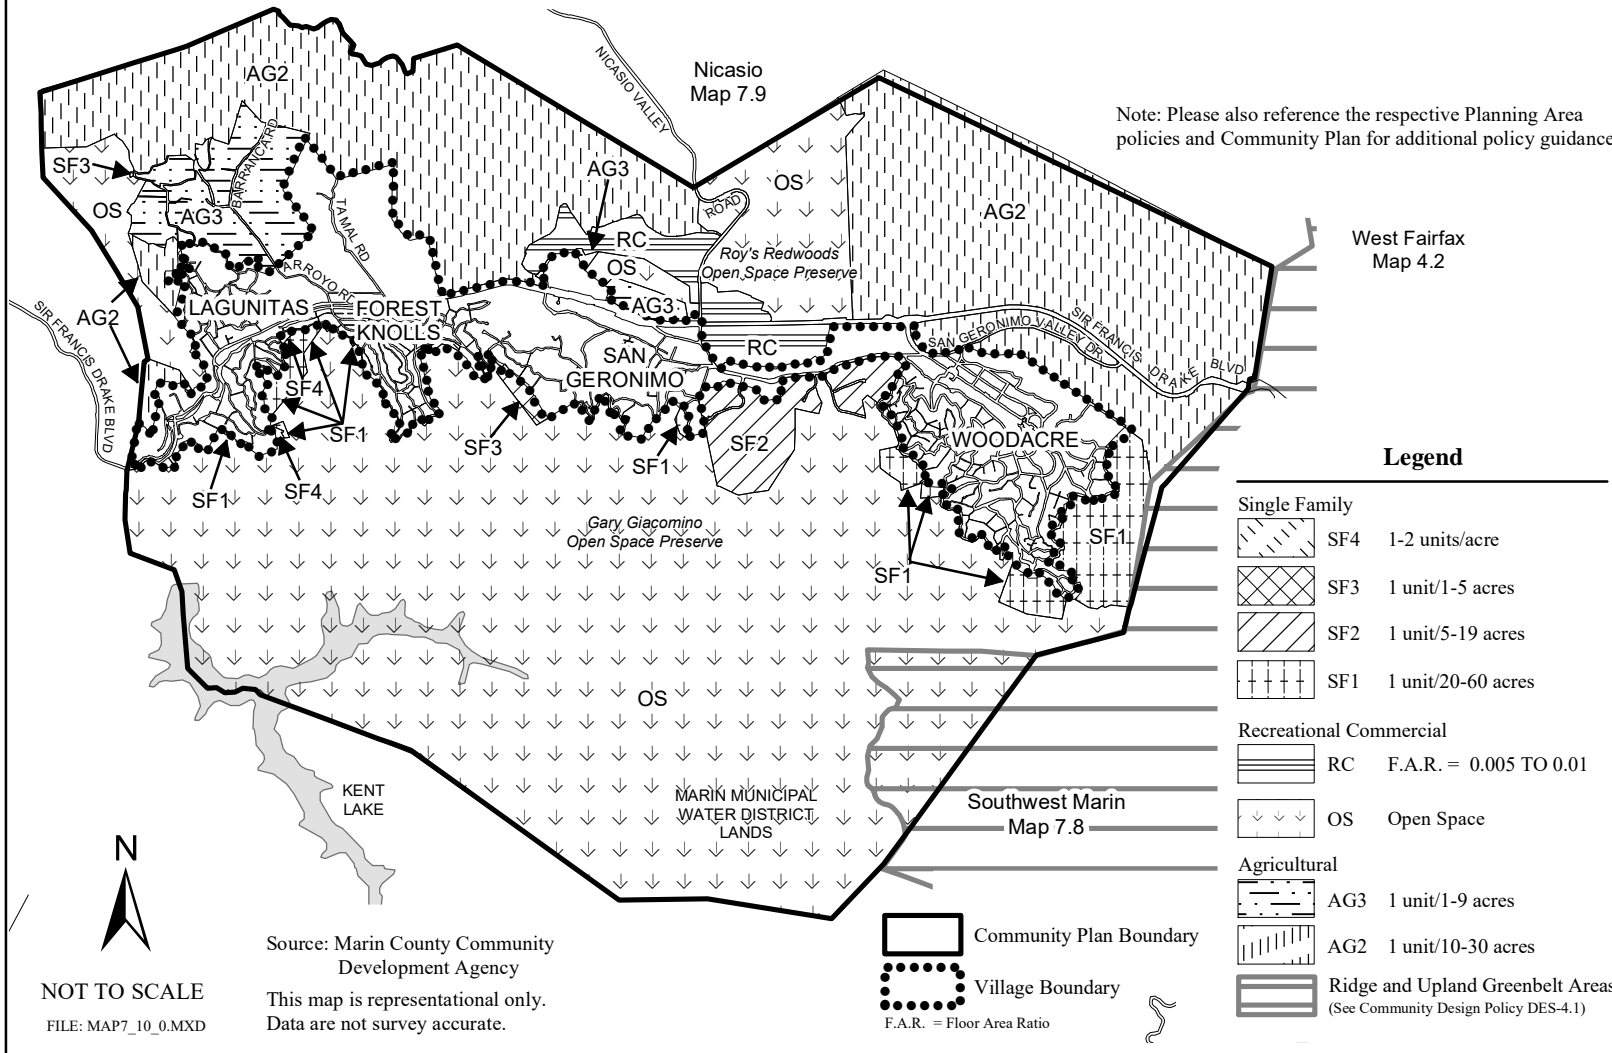 Nicasio
Map 7.9
NICASIO VALLEY
ROAD
Note: Please also reference the respective Planning Area
policies and Community Plan for additional policy guidance
AG2
SF3
BARRANCA RD
OS
AG3
TAMAL RD
AG3
RC
OS
AG3
OS
Roy's Redwoods
Open Space Preserve
AG2
West Fairfax
Map 4.2
ARROYO RD
LAGUNITAS
FOREST
KNOLLS
AG2
SIR FRANCIS DRAKE BLVD
SAN
GERONIMO
RC
SAN GERONIMO VALLEY DR
SIR FRANCIS
DRAKE
BLVD
SF4
SF1
SF3
SF1
SF2
WOODACRE
SF1
SF4
Gary Giacomino
Open Space Preserve
SF1
SF1
OS
KENT
LAKE
MARIN MUNICIPAL
WATER DISTRICT
LANDS
Southwest Marin
Map 7.8
Legend
Single Family
SF4 1-2 units/acre
SF3 1 unit/1-5 acres
SF2 1 unit/5-19 acres
SF1 1 unit/20-60 acres
Recreational Commercial
RC F.A.R. = 0.005 TO 0.01
OS Open Space
Agricultural
AG3 1 unit/1-9 acres
AG2 1 unit/10-30 acres
Ridge and Upland Greenbelt Areas
(See Community Design Policy DES-4.1)
Community Plan Boundary
Village Boundary
F.A.R. = Floor Area Ratio
N
NOT TO SCALE
FILE: MAP7_10_0.MXD
Source: Marin County Community
Development Agency
This map is representational only.
Data are not survey accurate.